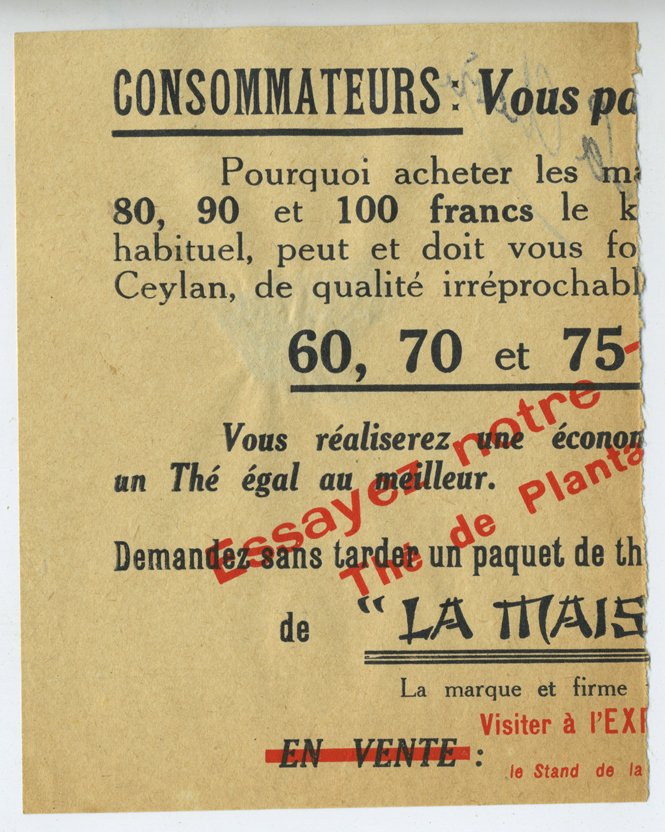 CONSOMMATEURS : Vous pa
Pourquoi acheter les ma
80, 90 et 100 francs le k
habituel, peut et doit vous fo
Ceylan, de qualité irréprochabl
60, 70 et 75-
Vous réaliserez une économ
un Thé égal au meilleur.
Essayez notre
Thé de Planta
Demandez sans tarder un paquet de th
de "LA MAIS
La marque et firme
Visiter à l'EXP
EN VENTE :
le Stand de la